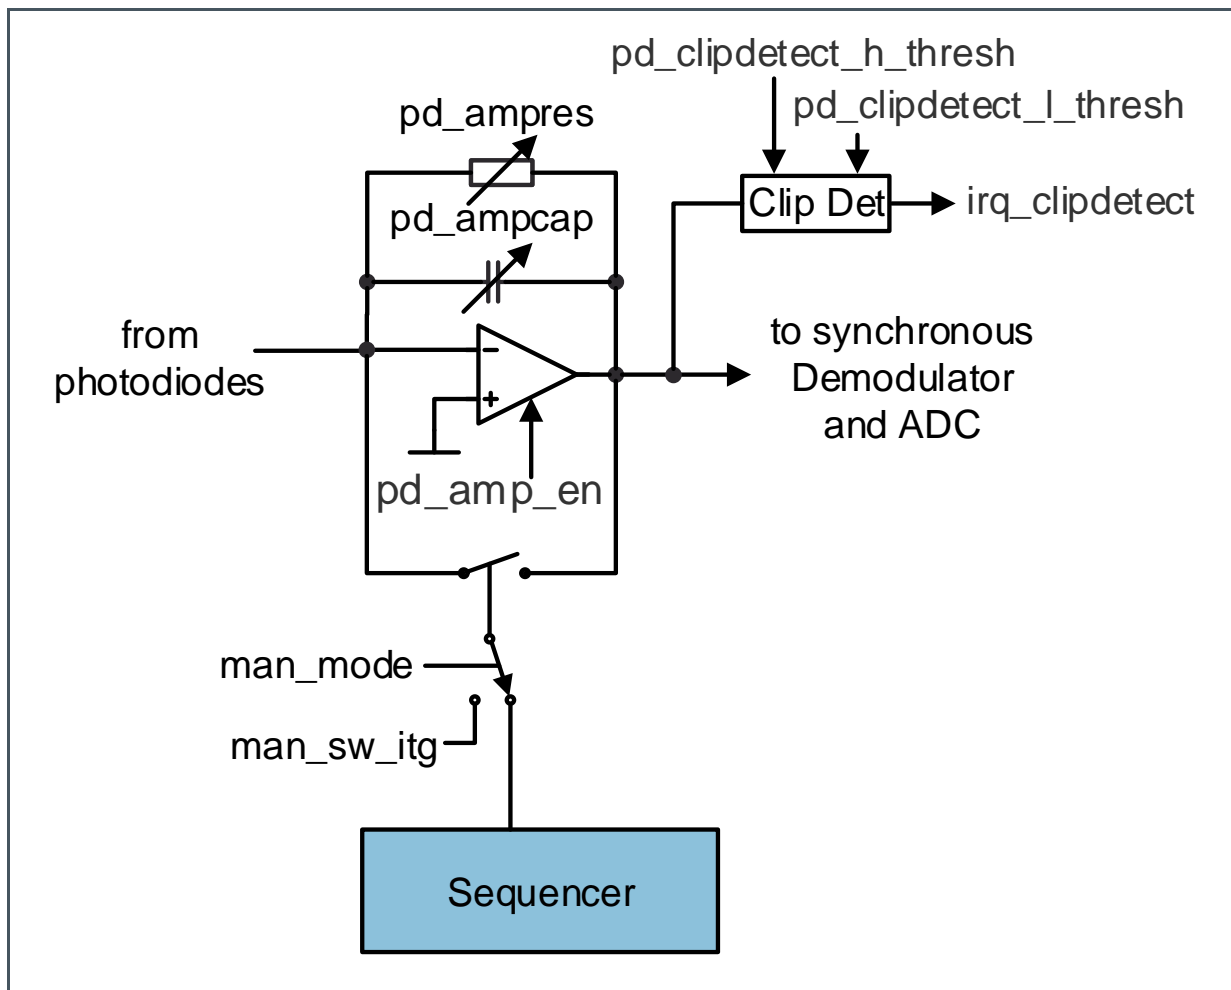 pd_clipdetect_h_thresh
pd_clipdetect_l_thresh
pd_ampres
Clip Det
irq_clipdetect
pd_ampcap
from
photodiodes
to synchronous
Demodulator
and ADC
pd_amp_en
man_mode
man_sw_itg
Sequencer